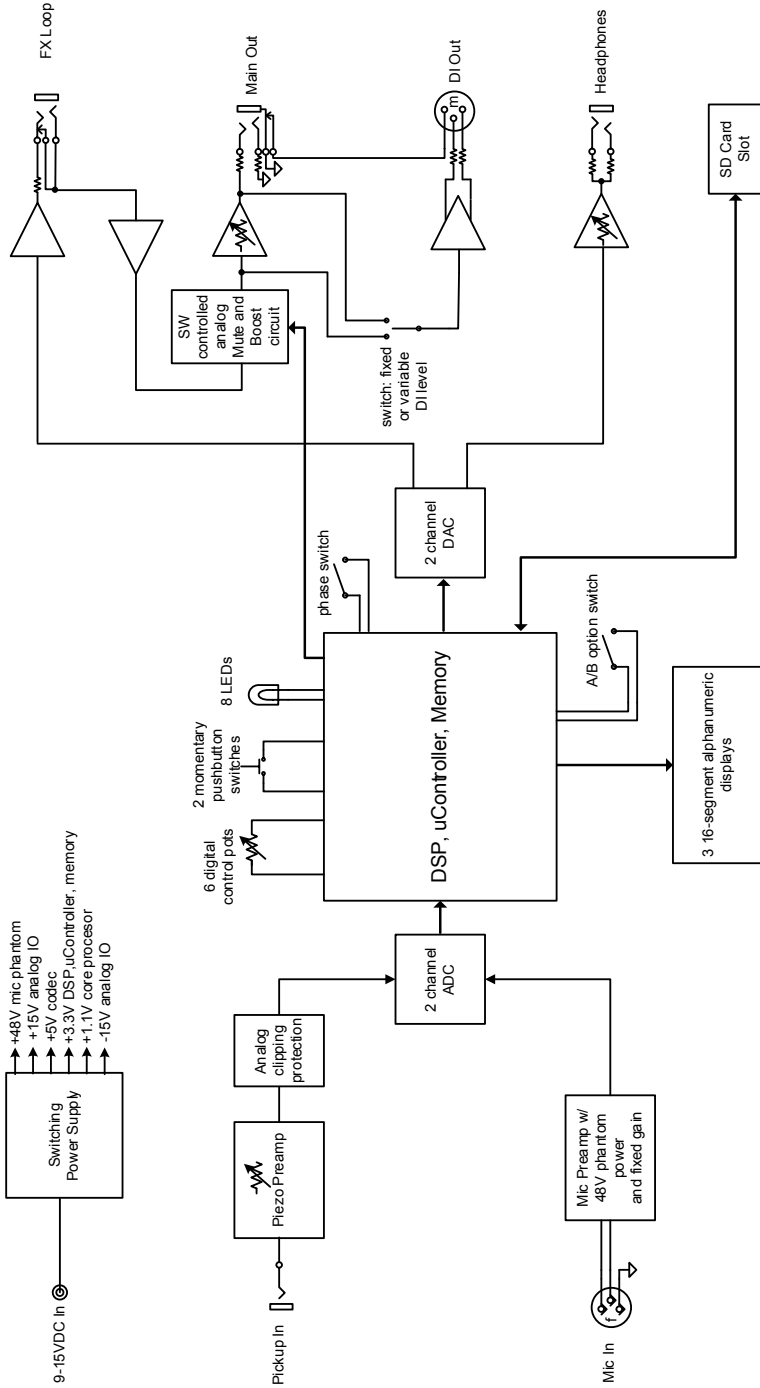 9-15VDC In
Switching
Power Supply
+48V mic phantom
+15V analog IO
+5V codec
+3.3V DSP,uController, memory
+1.1V core procesor
-15V analog IO
Pickup In
Piezo Preamp
Analog
clipping
protection
Mic In
f
Mic Preamp w/
48V phantom
power
and fixed gain
2 channel
ADC
6 digital
control pots
2 momentary
pushbutton
switches
8 LEDs
phase switch
DSP, uController, Memory
3 16-segment alphanumeric
displays
A/B option switch
2 channel
DAC
SW
controlled
analog
Mute and
Boost
circuit
switch: fixed
or variable
DI level
FX Loop
Main Out
DI Out
m
Headphones
SD Card
Slot